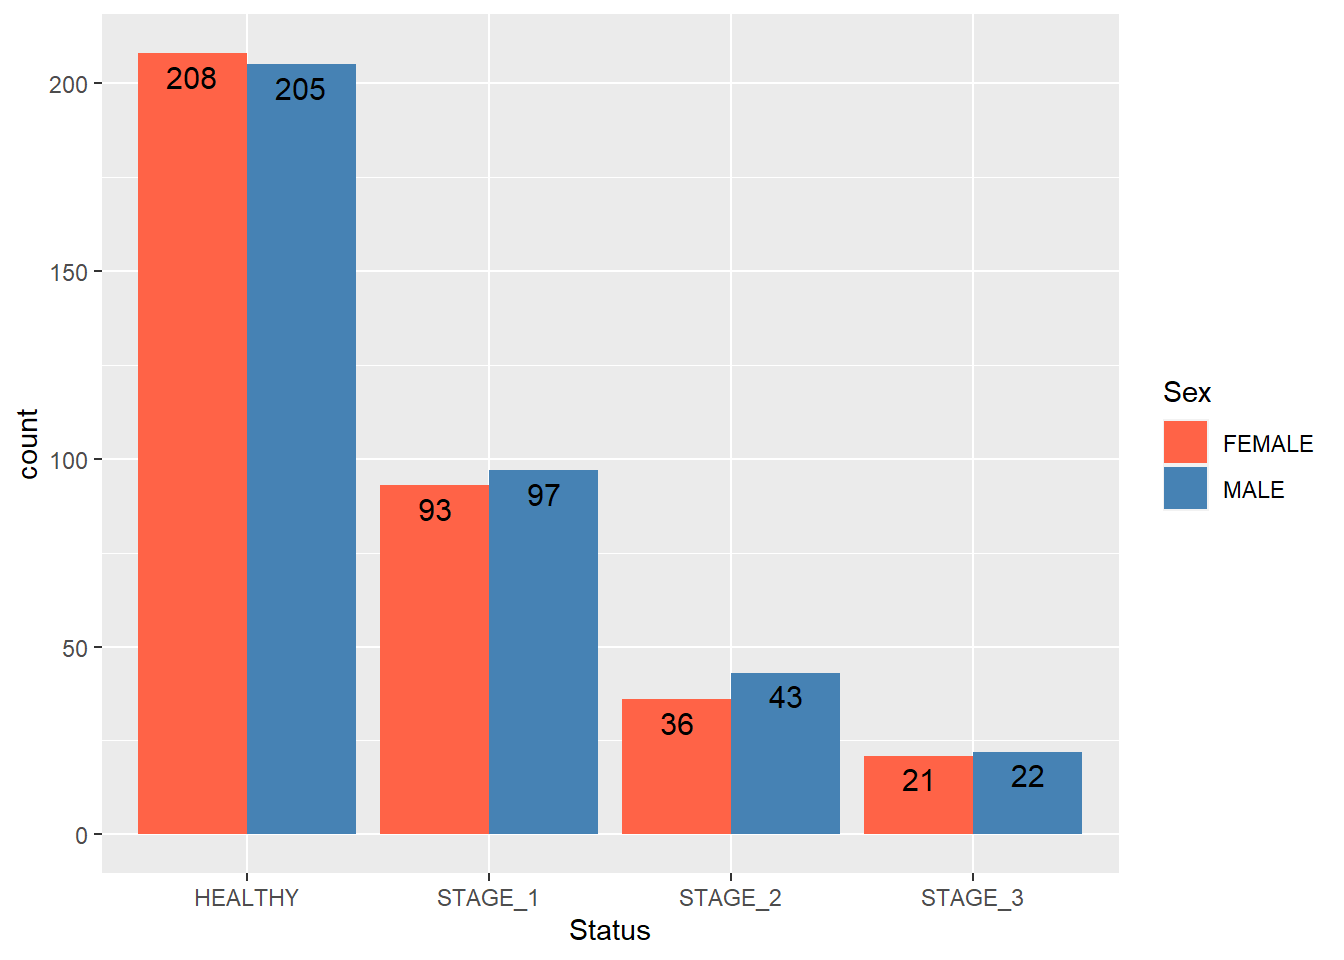 200
150
100
50
0
count
208
205
93
97
36
43
21
22
HEALTHY
STAGE_1
STAGE_2
STAGE_3
Status
Sex
FEMALE
MALE